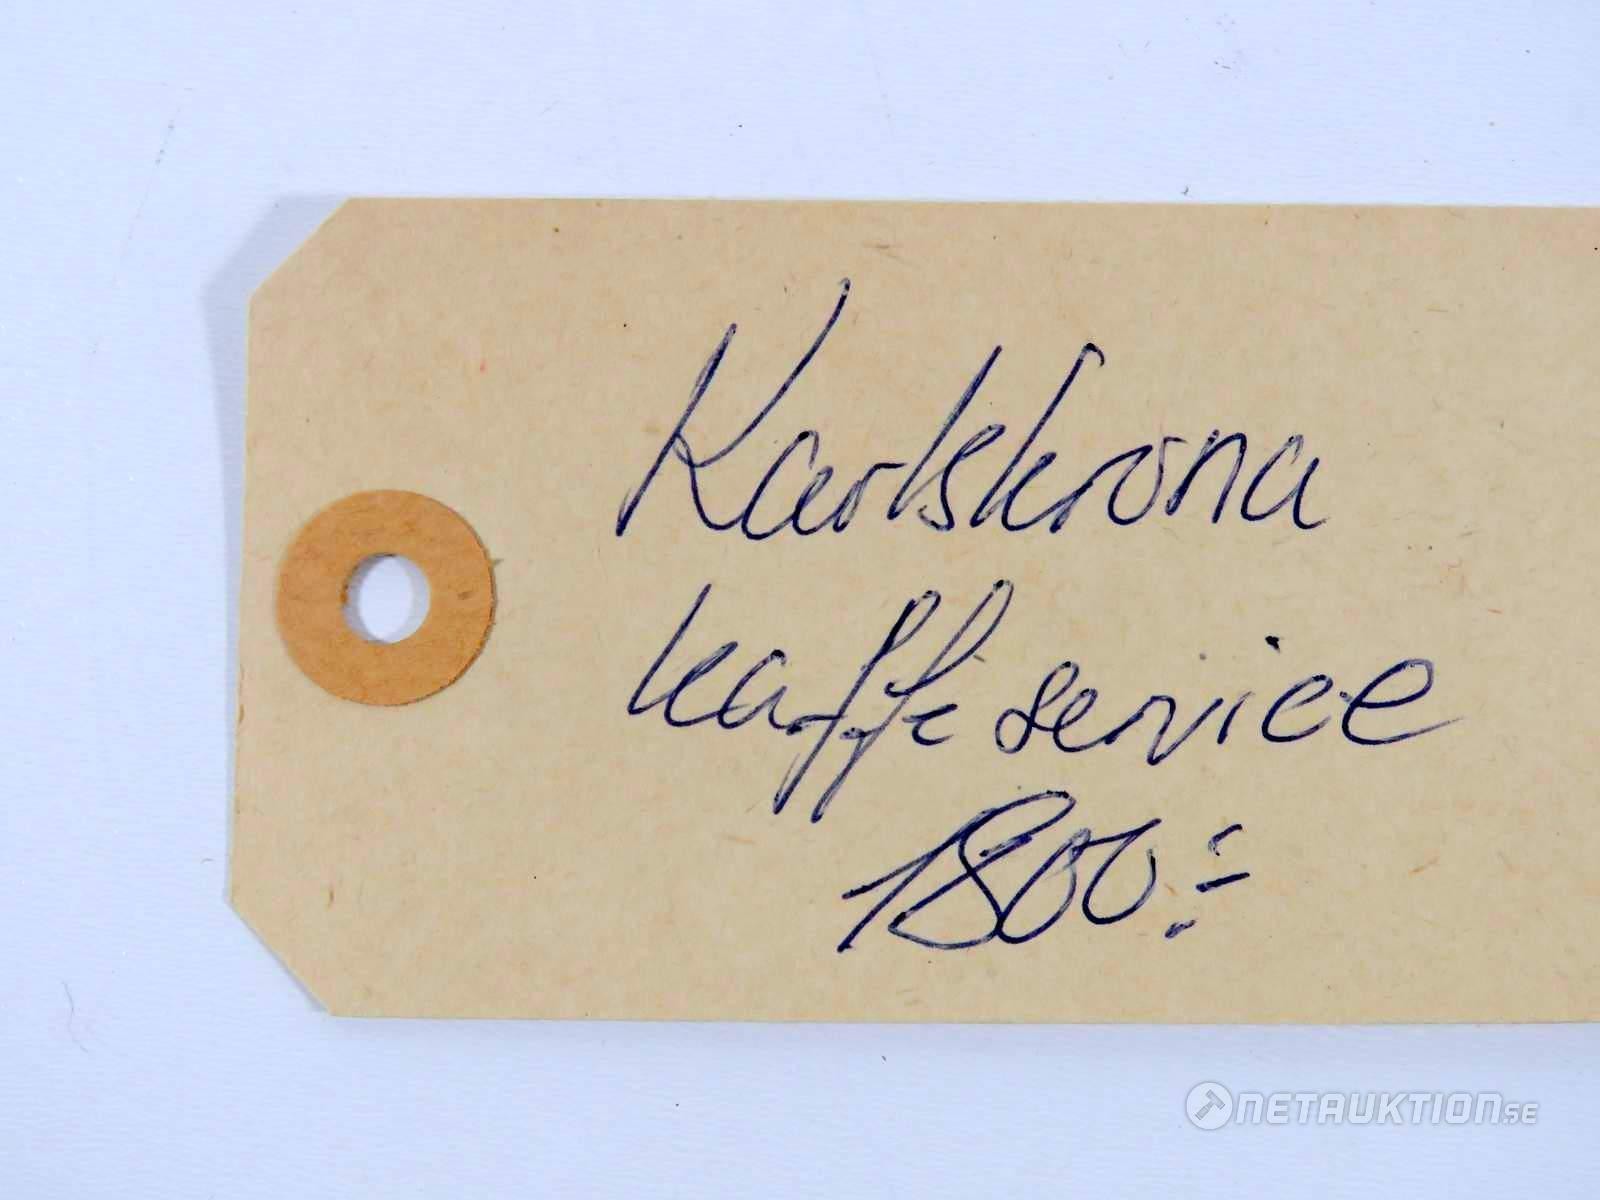 Karlskrona
kaffeservice
1800:-
NETAUKTION.SE